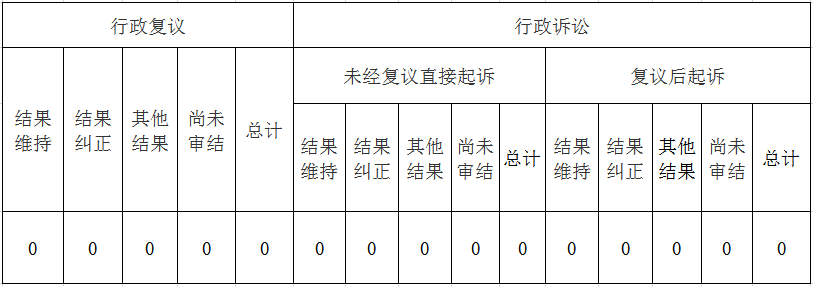 行政复议 行政诉讼
未经复议直接起诉 复议后起诉
结果维持 结果纠正 其他结果 尚未审结 总计 结果维持 结果纠正 其他结果 尚未审结 总计 结果维持 结果纠正 其他结果 尚未审结 总计
0 0 0 0 0 0 0 0 0 0 0 0 0 0 0